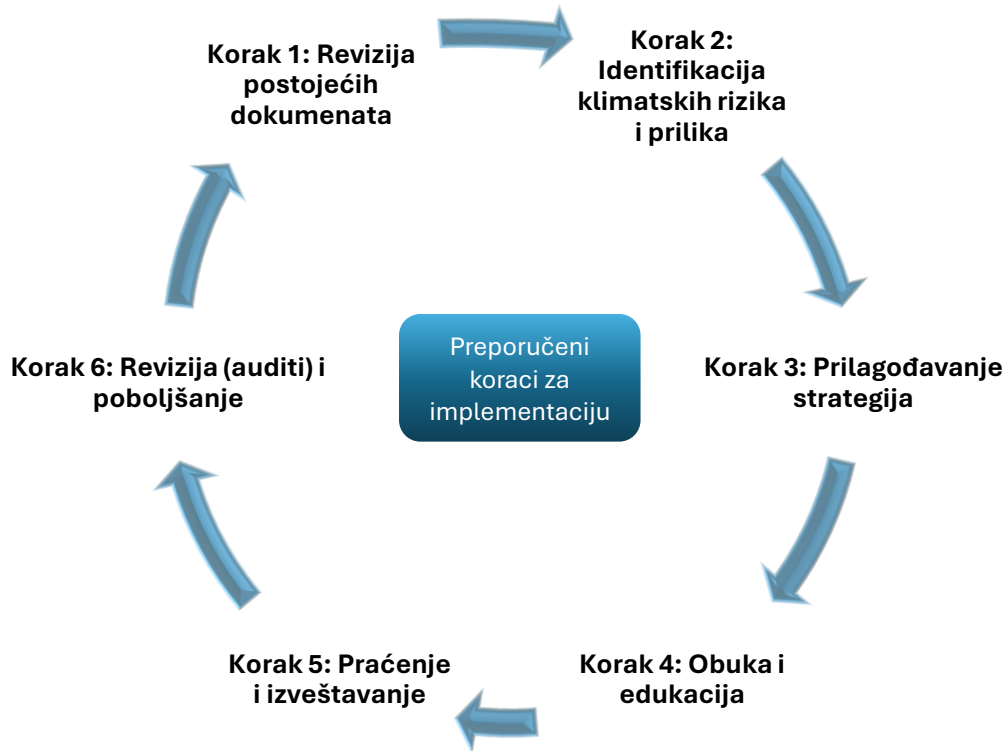 Korak 1: Revizija
postojećih
dokumenata
Korak 2:
Identifikacija
klimatskih rizika
i prilika
Korak 3: Prilagođavanje
strategija
Korak 4: Obuka i
edukacija
Korak 5: Praćenje
i izveštavanje
Korak 6: Revizija (auditi) i
poboljšanje
Preporučeni
koraci za
implementaciju